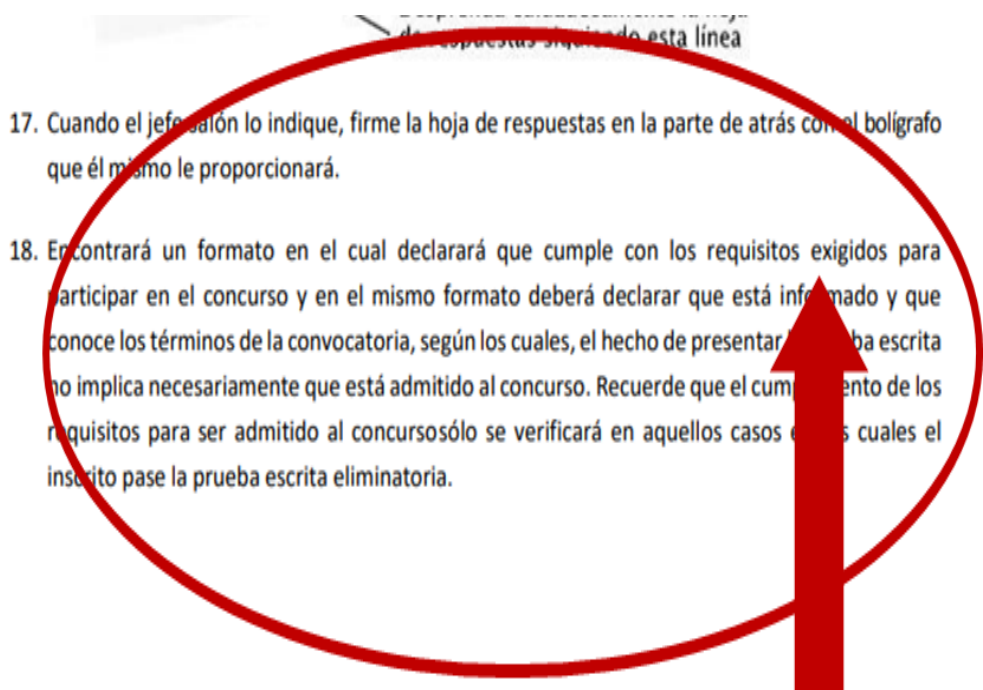 de respuestas siguiendo esta línea
17. Cuando el jefe salón lo indique, firme la hoja de respuestas en la parte de atrás con el bolígrafo
que él mismo le proporcionará.
18. Encontrará un formato en el cual declarará que cumple con los requisitos exigidos para
participar en el concurso y en el mismo formato deberá declarar que está informado y que
conoce los términos de la convocatoria, según los cuales, el hecho de presentar escrita
no implica necesariamente que está admitido al concurso. Recuerde que el cumplimiento de los
requisitos para ser admitido al concursosólo se verificará en aquellos casos cuales el
inscrito pase la prueba escrita eliminatoria.